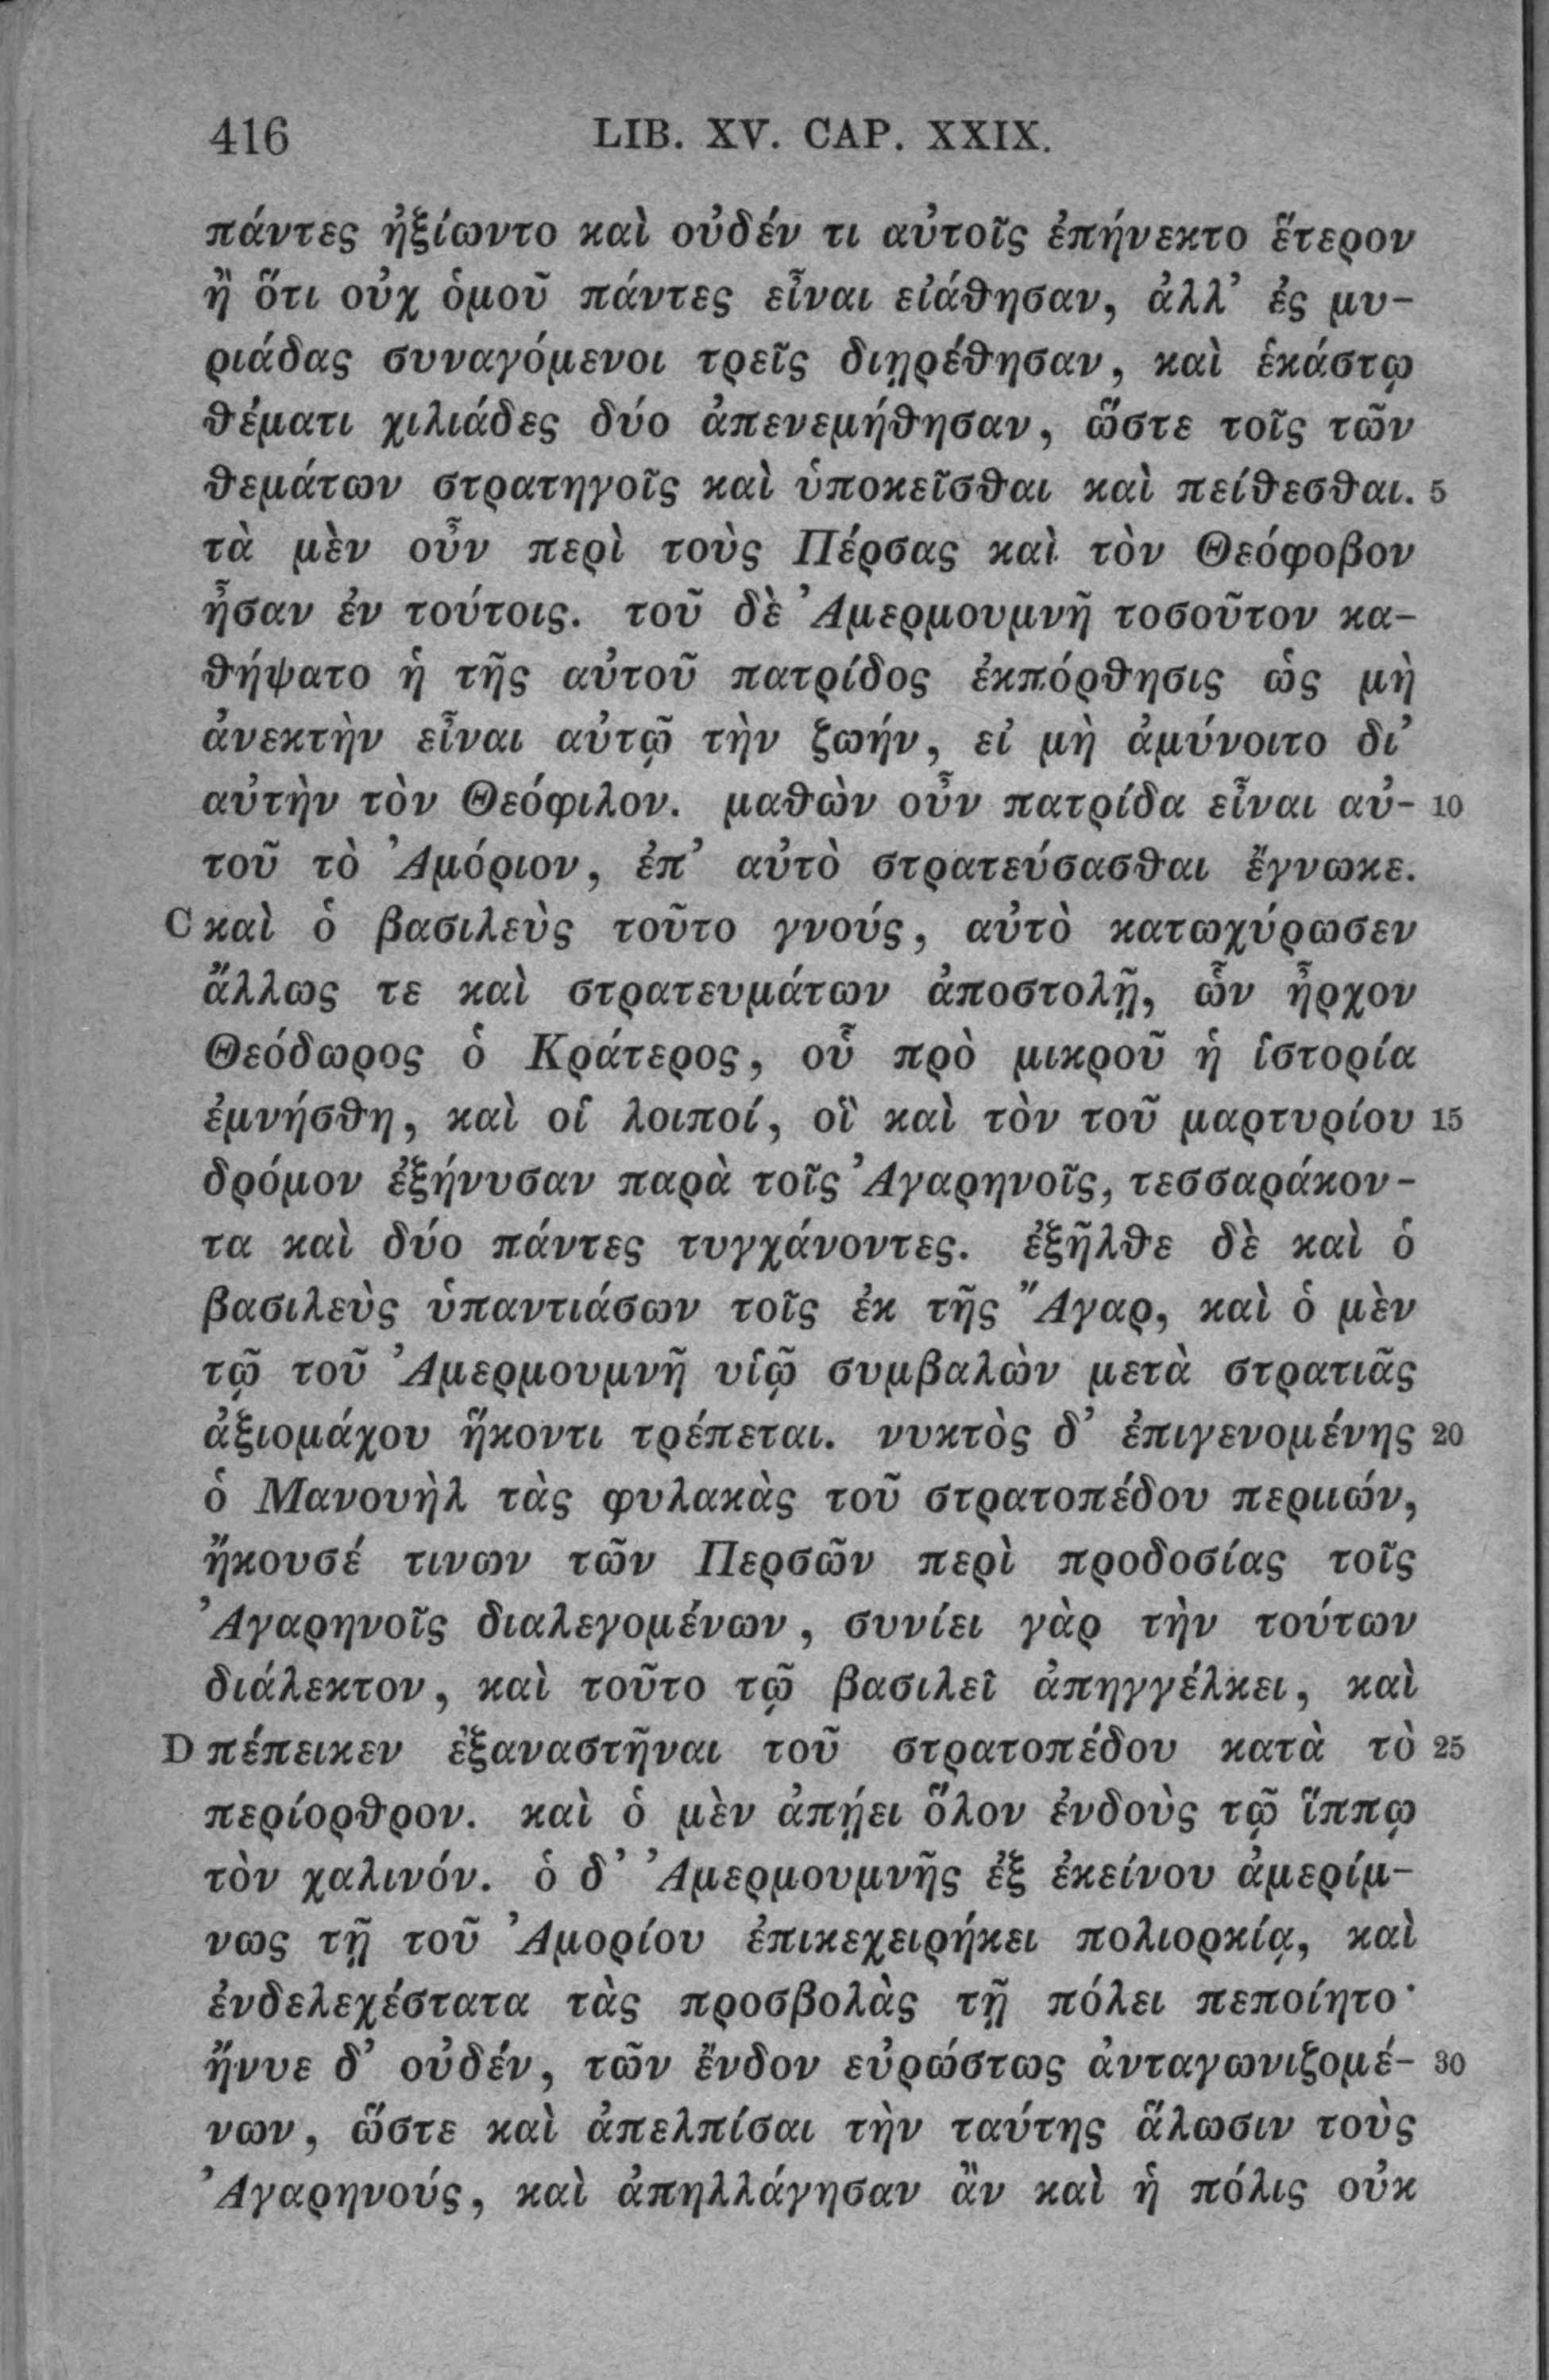 416 LIB. XV. CAP. XXIX.
πάντες ἠξίωντο καὶ οὐδέν τι αὐτοῖς ἐπήνεκτο ἕτερον
ἢ ὅτι οὐχ ὁμοῦ πάντες εἶναι εἰάθησαν, ἀλλ᾽ ἐς μυ-
ριάδας συναγόμενοι τρεῖς διῃρέθησαν, καὶ ἑκάστῳ
θέματι χιλιάδες δύο ἀπενεμήθησαν, ὥστε τοῖς τῶν
θεμάτων στρατηγοῖς καὶ ὑποκεῖσθαι καὶ πείθεσθαι. 5
τὰ μὲν οὖν περὶ τοὺς Πέρσας καὶ τὸν Θεόφοβον
ἦσαν ἐν τούτοις. τοῦ δὲ Ἀμερμουμνῆ τοσοῦτον κα-
θήψατο ἡ τῆς αὐτοῦ πατρίδος ἐκπόρθησις ὡς μὴ
ἀνεκτὴν εἶναι αὐτῷ τὴν ζωήν, εἰ μὴ ἀμύνοιτο δι᾽
αὐτὴν τὸν Θεόφιλον. μαθὼν οὖν πατρίδα εἶναι αὐ- 10
τοῦ τὸ Ἀμόριον, ἐπ᾽ αὐτὸ στρατεύσασθαι ἔγνωκε.
C καὶ ὁ βασιλεὺς τοῦτο γνούς, αὐτὸ κατωχύρωσεν
ἄλλως τε καὶ στρατευμάτων ἀποστολῇ, ὧν ἦρχον
Θεόδωρος ὁ Κράτερος, οὗ πρὸ μικροῦ ἡ ἱστορία
ἐμνήσθη, καὶ οἱ λοιποί, οἳ καὶ τὸν τοῦ μαρτυρίου 15
δρόμον ἐξήνυσαν παρὰ τοῖς Ἀγαρηνοῖς, τεσσαράκον-
τα καὶ δύο πάντες τυγχάνοντες. ἐξῆλθε δὲ καὶ ὁ
βασιλεὺς ὑπαντιάσων τοῖς ἐκ τῆς Ἄγαρ, καὶ ὁ μὲν
τῷ τοῦ Ἀμερμουμνῆ υἱῷ συμβαλὼν μετὰ στρατιᾶς
ἀξιομάχου ἥκοντι τρέπεται. νυκτὸς δ᾽ ἐπιγενομένης 20
ὁ Μανουὴλ τὰς φυλακὰς τοῦ στρατοπέδου περιιών,
ἤκουσέ τινων τῶν Περσῶν περὶ προδοσίας τοῖς
Ἀγαρηνοῖς διαλεγομένων, συνίει γὰρ τὴν τούτων
διάλεκτον, καὶ τοῦτο τῷ βασιλεῖ ἀπηγγέλκει, καὶ
D πέπεικεν ἐξαναστῆναι τοῦ στρατοπέδου κατὰ τὸ 25
περίορθρον. καὶ ὁ μὲν ἀπῄει ὅλον ἐνδοὺς τῷ ἵππῳ
τὸν χαλινόν. ὁ δ᾽ Ἀμερμουμνῆς ἐξ ἐκείνου ἀμερίμ-
νως τῇ τοῦ Ἀμορίου ἐπικεχειρήκει πολιορκίᾳ, καὶ
ἐνδελεχέστατα τὰς προσβολὰς τῇ πόλει πεποίητο·
ἤνυε δ᾽ οὐδέν, τῶν ἔνδον εὐρώστως ἀνταγωνιζομέ- 30
νων, ὥστε καὶ ἀπελπίσαι τὴν ταύτης ἅλωσιν τοὺς
Ἀγαρηνούς, καὶ ἀπηλλάγησαν ἂν καὶ ἡ πόλις οὐκ